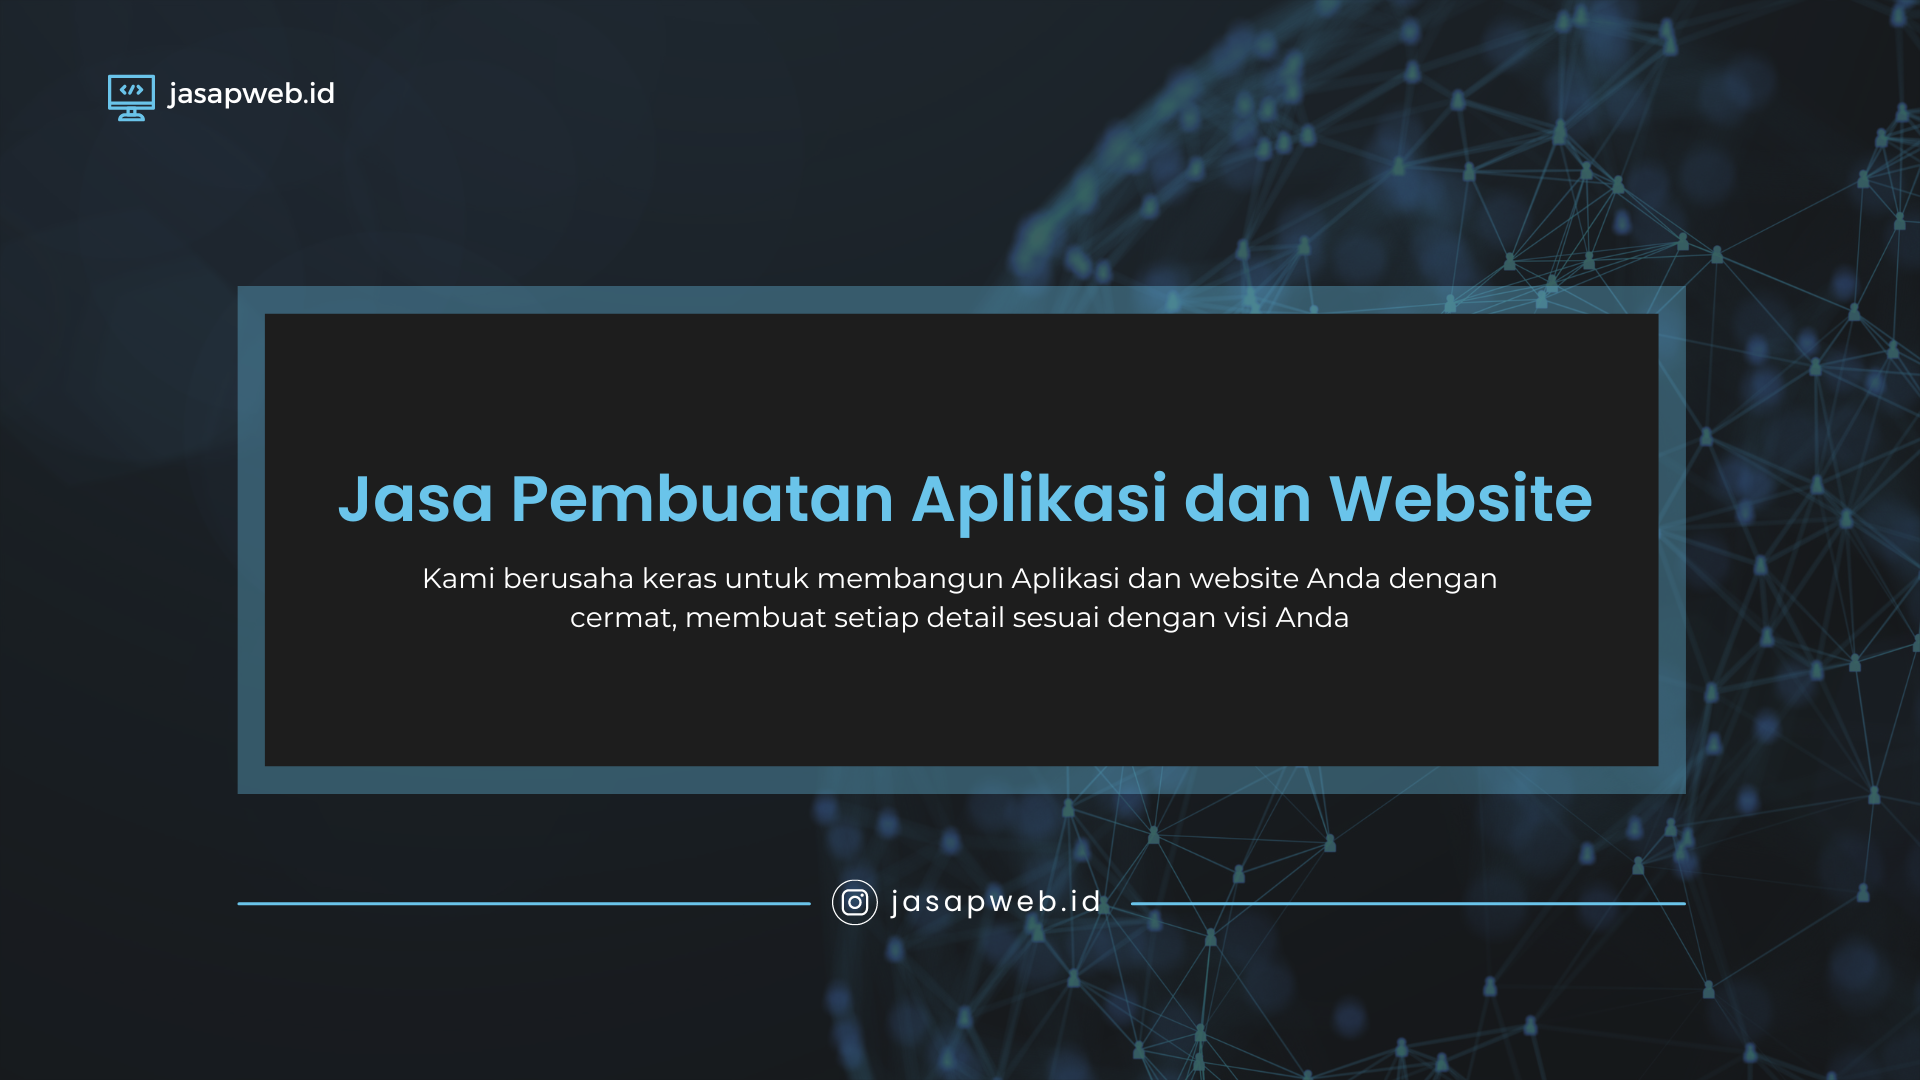 jasapweb.id
Jasa Pembuatan Aplikasi dan Website
Kami berusaha keras untuk membangun Aplikasi dan website Anda dengan
cermat, membuat setiap detail sesuai dengan visi Anda
jasapweb.id